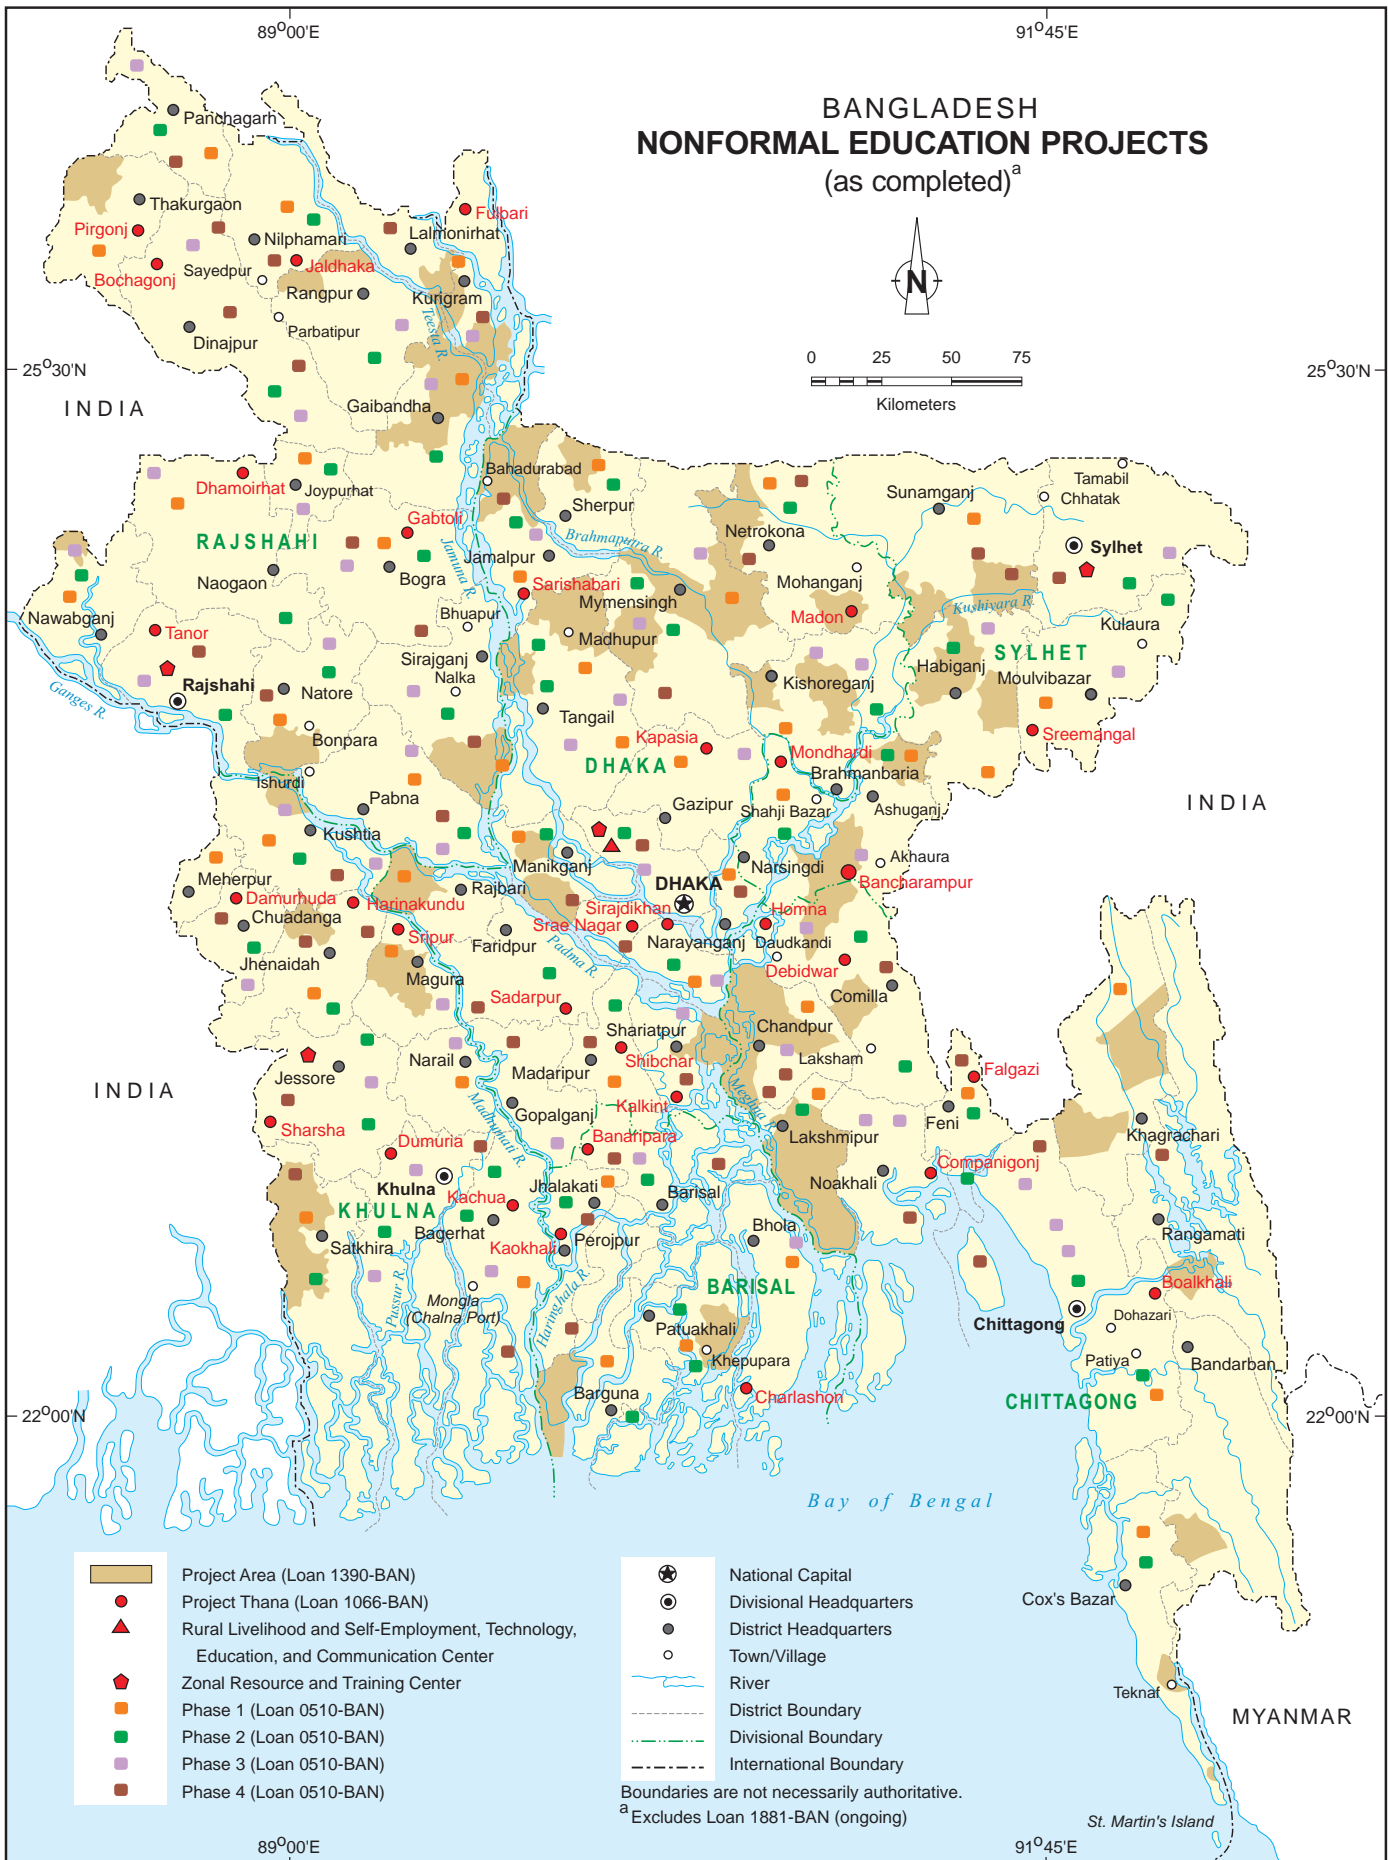 89°00'E
91°45'E
BANGLADESH
NONFORMAL EDUCATION PROJECTS
(as completed)a
N
0 25 50 75
Kilometers
25°30'N
25°30'N
INDIA
Panchagarh
Thakurgaon
Pirgonj
Bochagonj
Nilphamari
Sayedpur
Jaldhaka
Rangpur
Lalmonirhat
Fulbari
Kurigram
Teesta R.
Dinajpur
Parbatipur
Gaibandha
Bahadurabad
Dhamoirhat
Joypurhat
Gabtoli
RAJSHAHI
Naogaon
Bogra
Jamuna R.
Jamalpur
Sherpur
Brahmaputra R.
Netrokona
Sunamganj
Tamabil
Chhatak
Sylhet
Mohanganj
Sarishabari
Mymensingh
Madon
Kushiyara R.
Kulaura
Nawabganj
Tanor
Bhuapur
Madhupur
Sirajganj
Nalka
Habiganj
SYLHET
Moulvibazar
Ganges R.
Rajshahi
Natore
Kishoreganj
Tangail
Bonpara
Kapasia
Mondhardi
Sreemangal
DHAKA
Ishurdi
Pabna
Brahmanbaria
Gazipur
Shahji Bazar
Ashuganj
INDIA
Kushtia
Manikganj
Narsingdi
Akhaura
Meherpur
DHAKA
Bancharampur
Damurhuda
Harinakundu
Rajbari
Sirajdikhan
Homna
Chuadanga
Sripur
Faridpur
Srae Nagar
Narayanganj
Daudkandi
Jhenaidah
Padma R.
Debidwar
Magura
Comilla
Sadarpur
Shariatpur
Chandpur
Narail
Shibchar
Laksham
Jessore
Madaripur
Falgazi
INDIA
Kalkint
Meghna R.
Gopalganj
Feni
Sharsha
Madhumati R.
Lakshmipur
Khagrachari
Dumuria
Banaripara
Companigonj
Khulna
Noakhali
Kachua
Jhalakati
Barisal
KHULNA
Bagerhat
Bhola
Rangamati
Satkhira
Kaokhali
Perojpur
Pussur R.
Haringhala R.
BARISAL
Boalkhali
Mongla
(Chalna Port)
Patuakhali
Chittagong
Dohazari
Khepupara
Patiya
Bandarban
Barguna
Charlashon
CHITTAGONG
22°00'N
22°00'N
Bay of Bengal
Cox's Bazar
Teknaf
MYANMAR
St. Martin's Island
Project Area (Loan 1390-BAN)
Project Thana (Loan 1066-BAN)
Rural Livelihood and Self-Employment, Technology,
Education, and Communication Center
Zonal Resource and Training Center
Phase 1 (Loan 0510-BAN)
Phase 2 (Loan 0510-BAN)
Phase 3 (Loan 0510-BAN)
Phase 4 (Loan 0510-BAN)
National Capital
Divisional Headquarters
District Headquarters
Town/Village
River
District Boundary
Divisional Boundary
International Boundary
Boundaries are not necessarily authoritative.
a Excludes Loan 1881-BAN (ongoing)
89°00'E
91°45'E